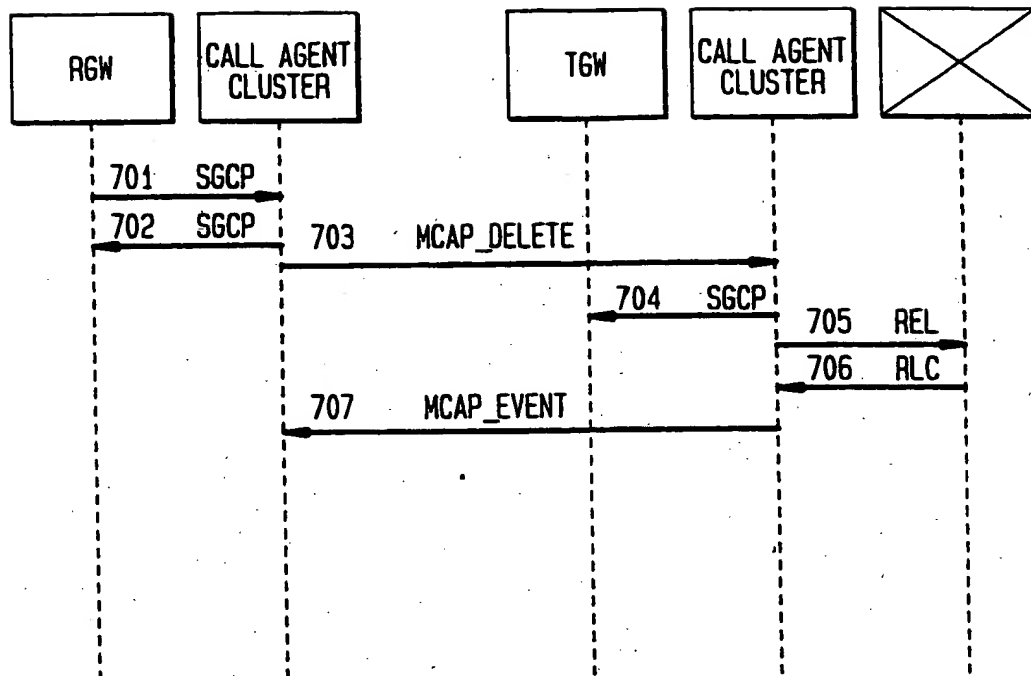 RGW
CALL AGENT
CLUSTER
TGW
CALL AGENT
CLUSTER
701 SGCP
702 SGCP
703 MCAP_DELETE
704 SGCP
705 REL
706 RLC
707 MCAP_EVENT